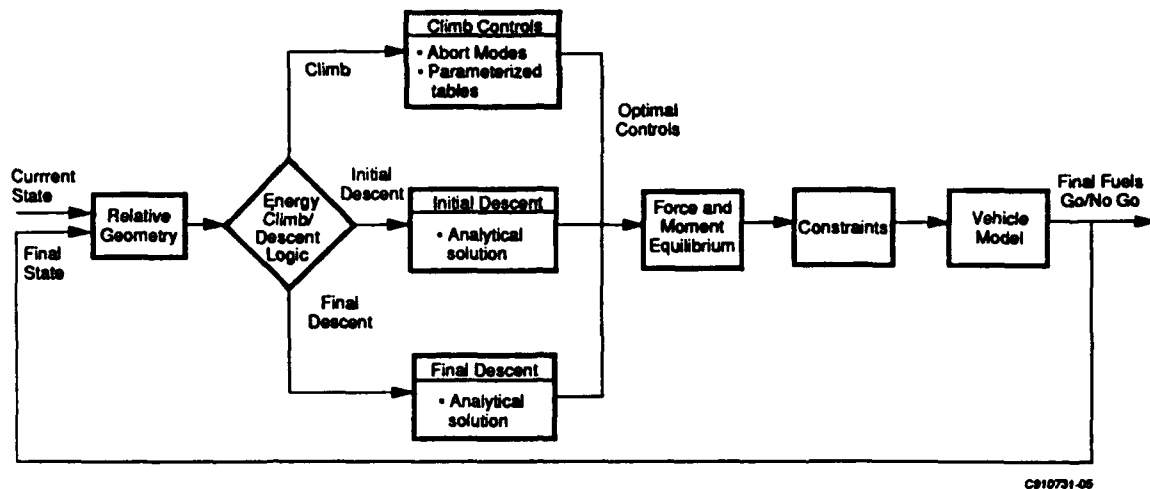 Climb Controls
• Abort Modes
• Parameterized
tables
Climb
Optimal
Controls
Currrent
State
Relative
Geometry
Final
State
Energy
Climb/
Descent
Logic
Initial
Descent
Initial Descent
• Analytical
solution
Force and
Moment
Equilibrium
Constraints
Vehicle
Model
Final Fuels
Go/No Go
Final
Descent
Final Descent
• Analytical
solution
C910731-05